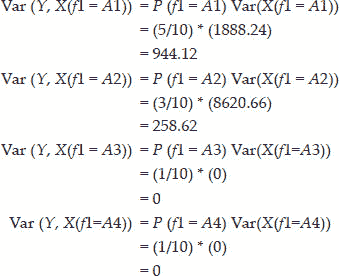 Var (Y, X(f1 = A1)) = P (f1 = A1) Var(X(f1 = A1))
= (5/10) * (1888.24)
= 944.12
Var (Y, X(f1 = A2)) = P (f1 = A2) Var(X(f1 = A2))
= (3/10) * (8620.66)
= 258.62
Var (Y, X(f1 = A3)) = P (f1 = A3) Var(X(f1=A3))
= (1/10) * (0)
= 0
Var (Y, X(f1=A4)) = P (f1 = A4) Var(X(f1=A4))
= (1/10) * (0)
= 0